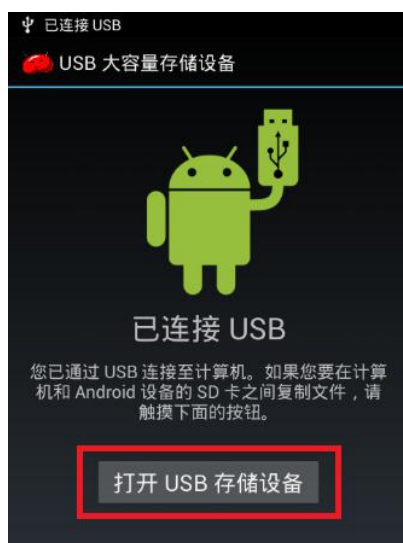 已连接 USB
USB 大容量存储设备
已连接 USB
您已通过 USB 连接至计算机。如果您要在计算
机和 Android 设备的 SD 卡之间复制文件，请
触摸下面的按钮。
打开 USB 存储设备